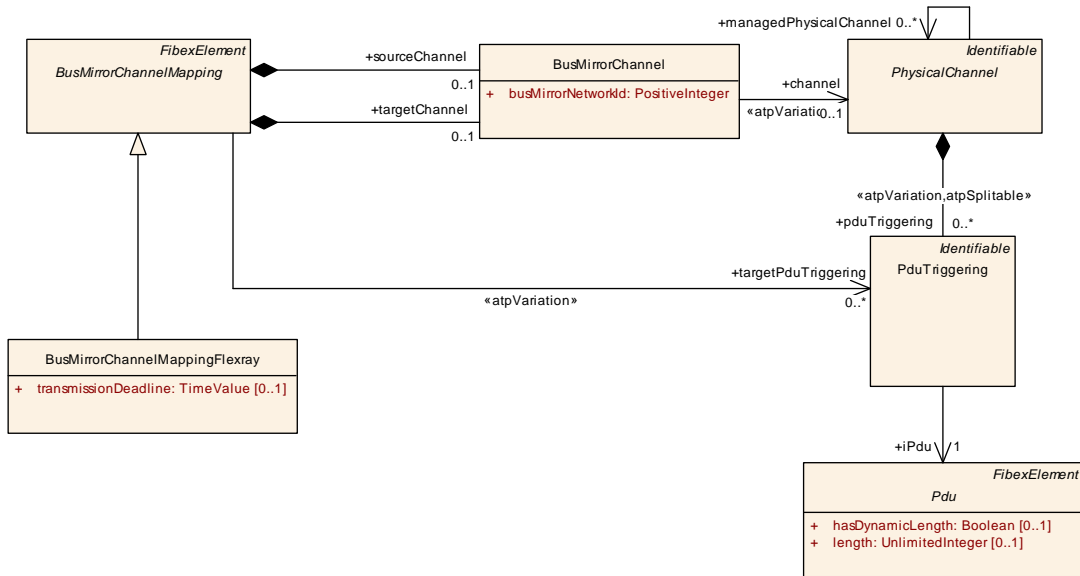 +managedPhysicalChannel 0..*
FibexElement
BusMirrorChannelMapping
+sourceChannel
0..1
+targetChannel
0..1
BusMirrorChannel
+ busMirrorNetworkId: PositiveInteger
+channel
«atpVariatic 0..1
Identifiable
PhysicalChannel
«atpVariation,atpSplitable»
+pduTriggering 0..*
Identifiable
PduTriggering
+targetPduTriggering
«atpVariation»
0..*
BusMirrorChannelMappingFlexray
+ transmissionDeadline: TimeValue [0..1]
+iPdu 1
FibexElement
Pdu
+ hasDynamicLength: Boolean [0..1]
+ length: UnlimitedInteger [0..1]